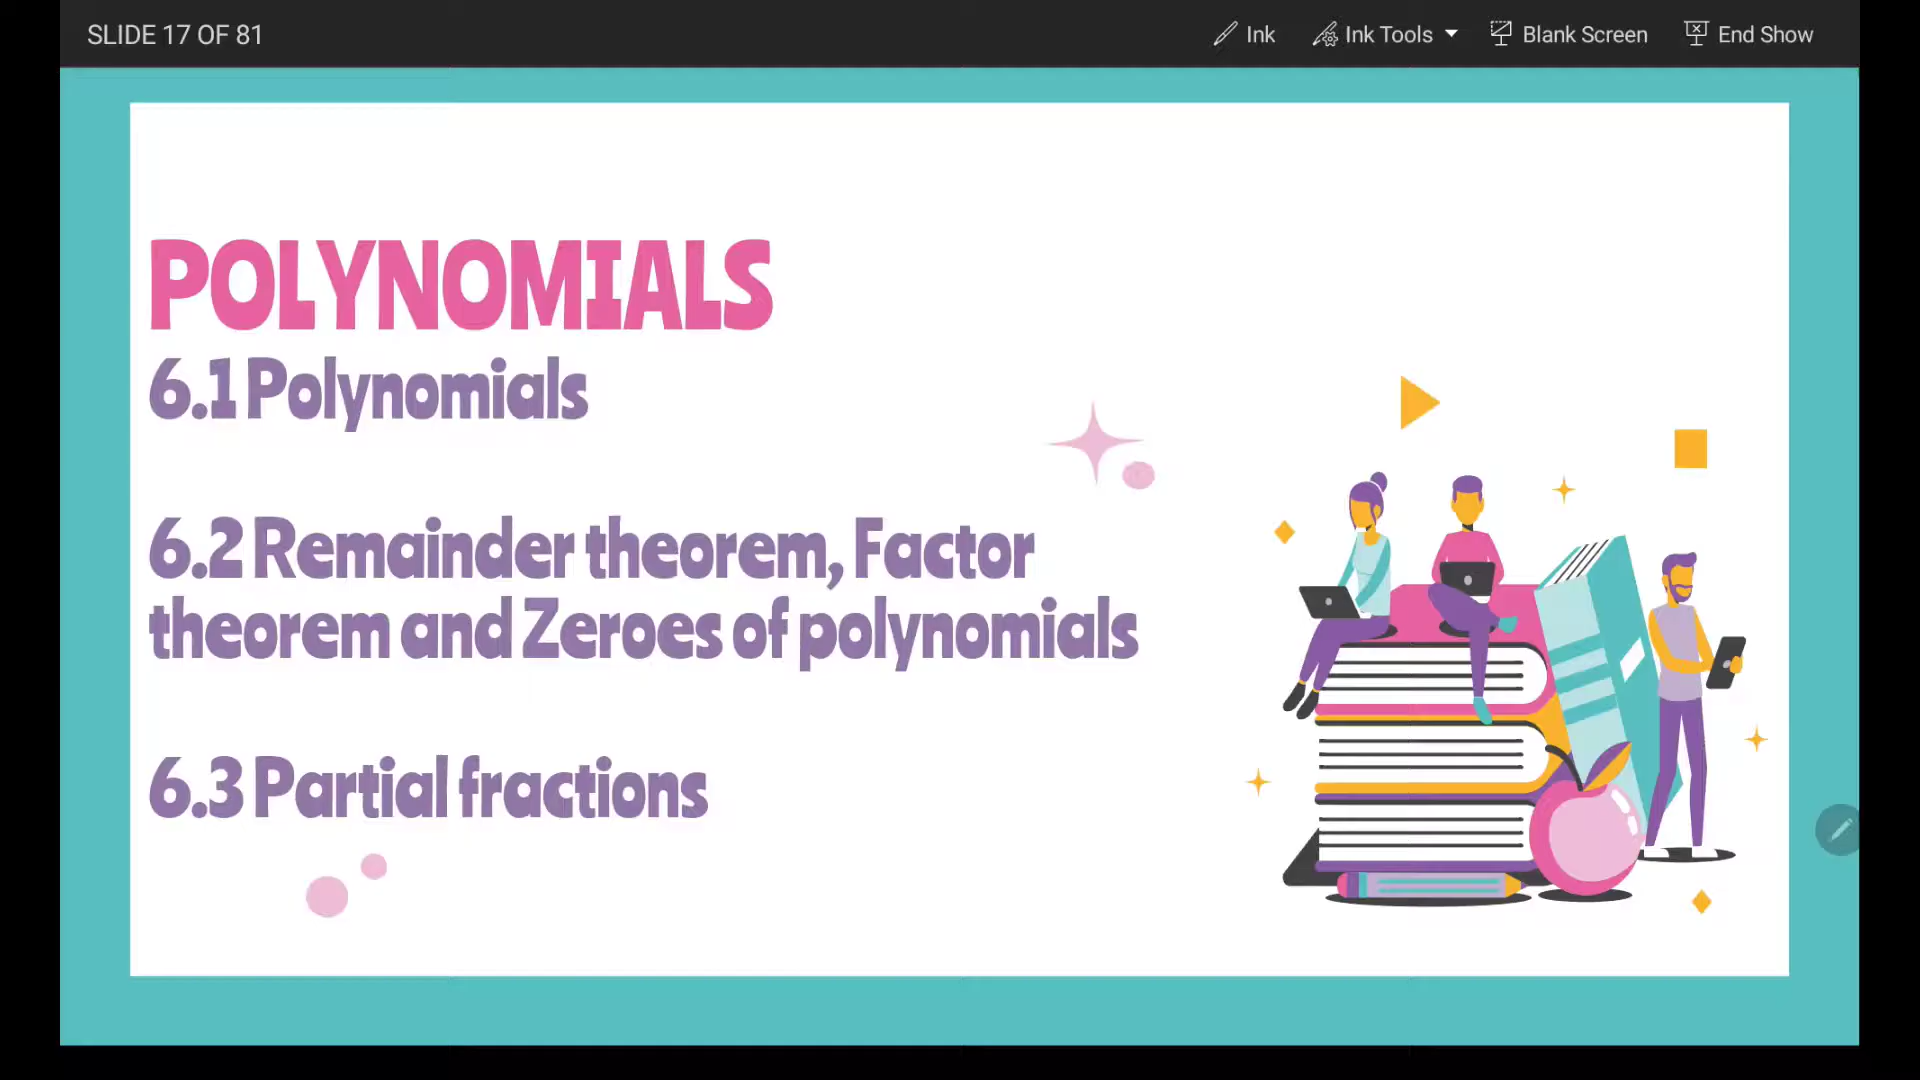 SLIDE 17 OF 81
Ink
Ink Tools
Blank Screen
End Show
POLYNOMIALS
6.1 Polynomials
6.2 Remainder theorem, Factor
theorem and Zeroes of polynomials
6.3 Partial fractions